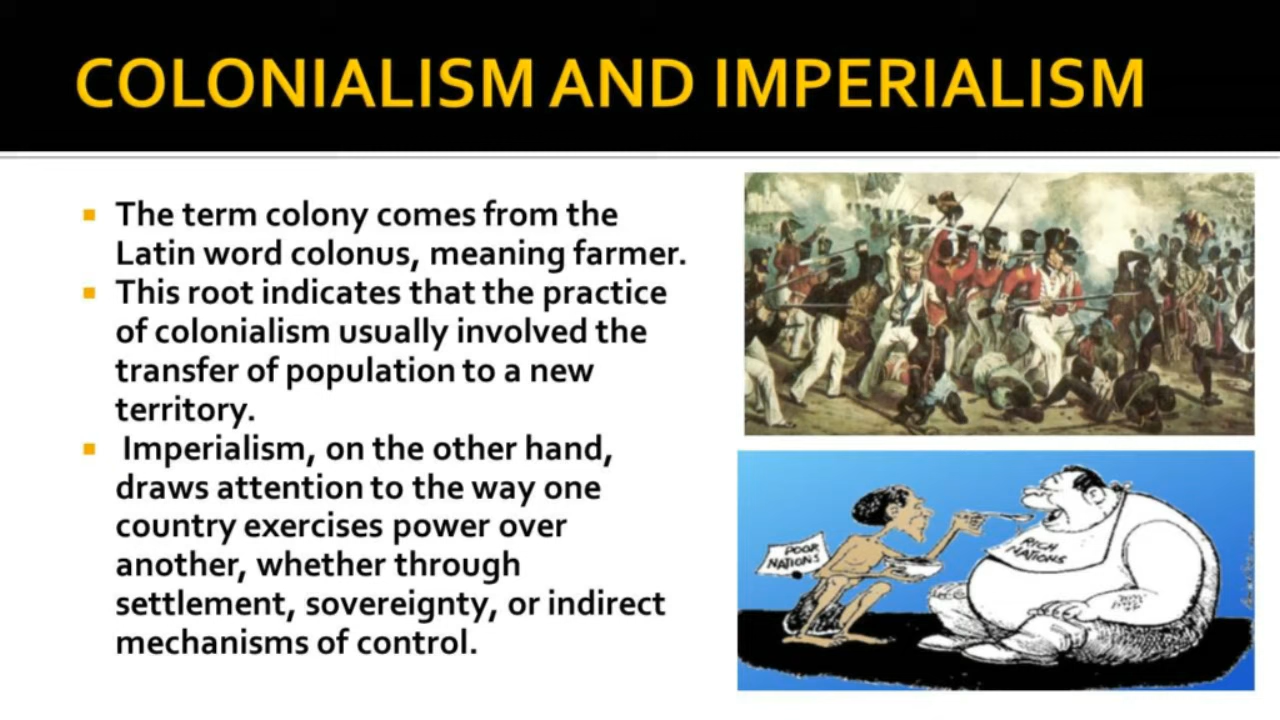 COLONIALISM AND IMPERIALISM
The term colony comes from the
Latin word colonus, meaning farmer.
This root indicates that the practice
of colonialism usually involved the
transfer of population to a new
territory.
Imperialism, on the other hand,
draws attention to the way one
country exercises power over
another, whether through
settlement, sovereignty, or indirect
mechanisms of control.
POOR
NATIONS
RICH
NATIONS